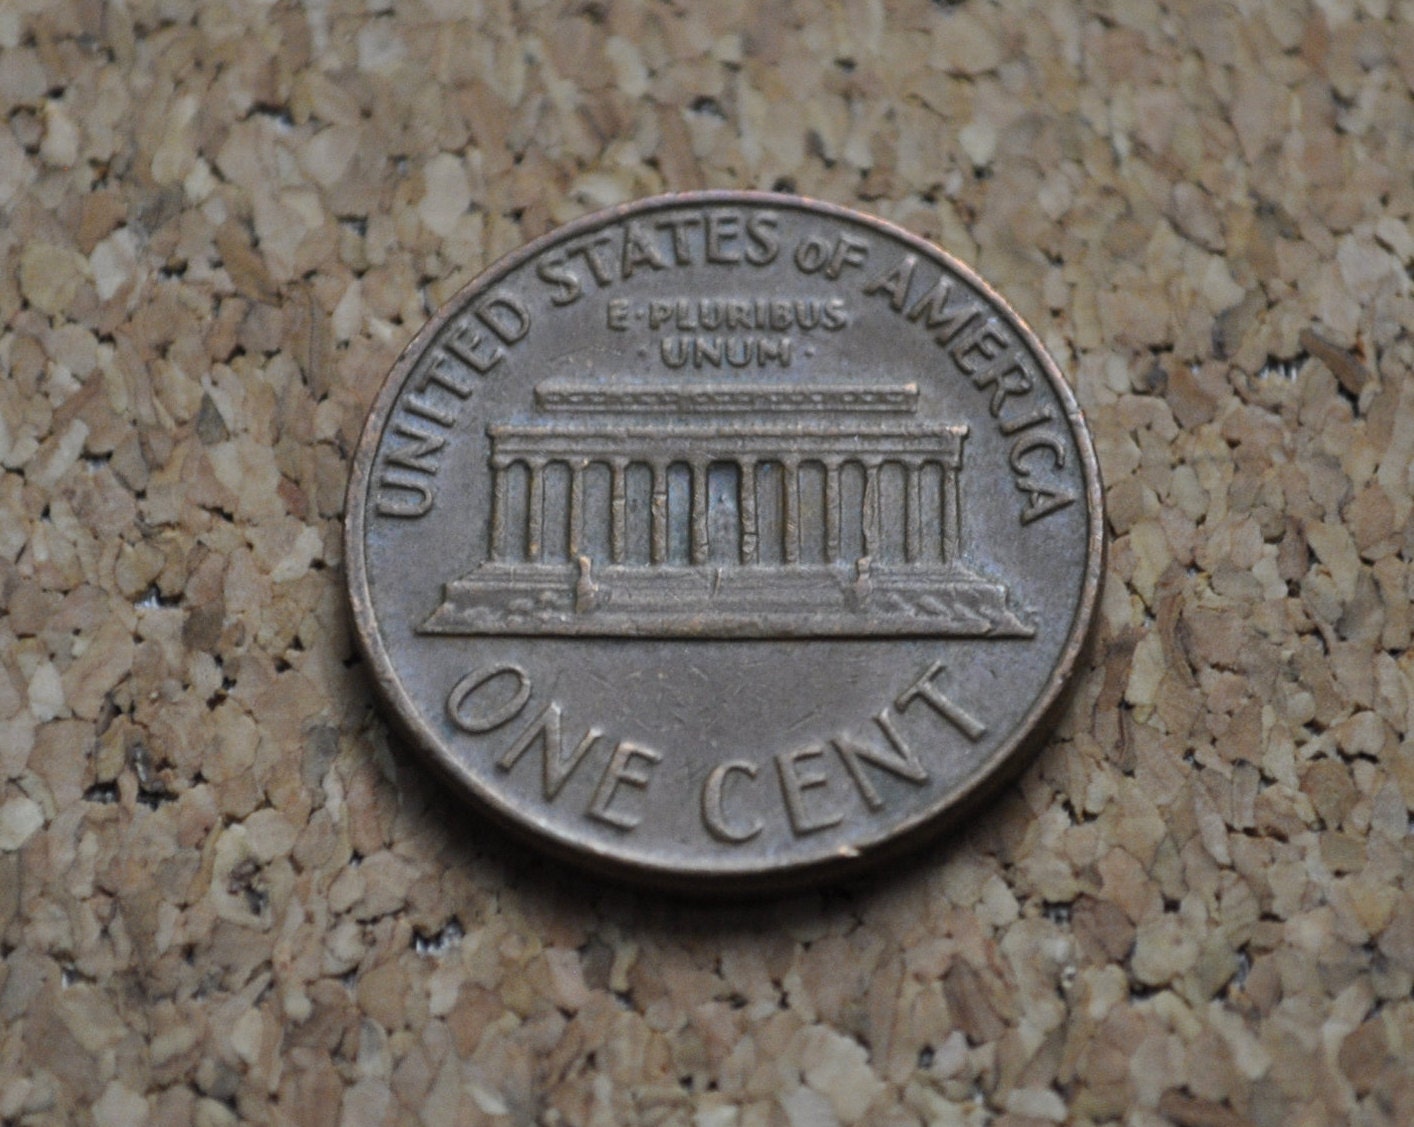 UNITED STATES OF AMERICA
E·PLURIBUS
·UNUM·
ONE CENT